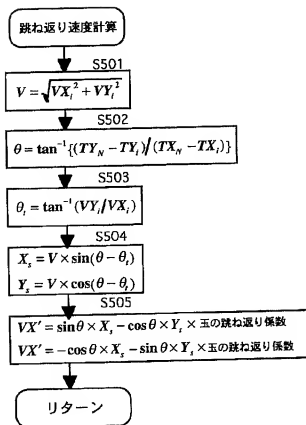 跳ね返り速度計算
S501
V = √VX_i² + VY_i²
S502
θ = tan⁻¹{(TY_N − TY_i)/(TX_N − TX_i)}
S503
θ_t = tan⁻¹(VY_i/VX_i)
S504
X_s = V × sin(θ − θ_t)
Y_s = V × cos(θ − θ_t)
S505
VX′ = sinθ × X_s − cosθ × Y_s × 玉の跳ね返り係数
VX′ = −cosθ × X_s − sinθ × Y_s × 玉の跳ね返り係数
リターン